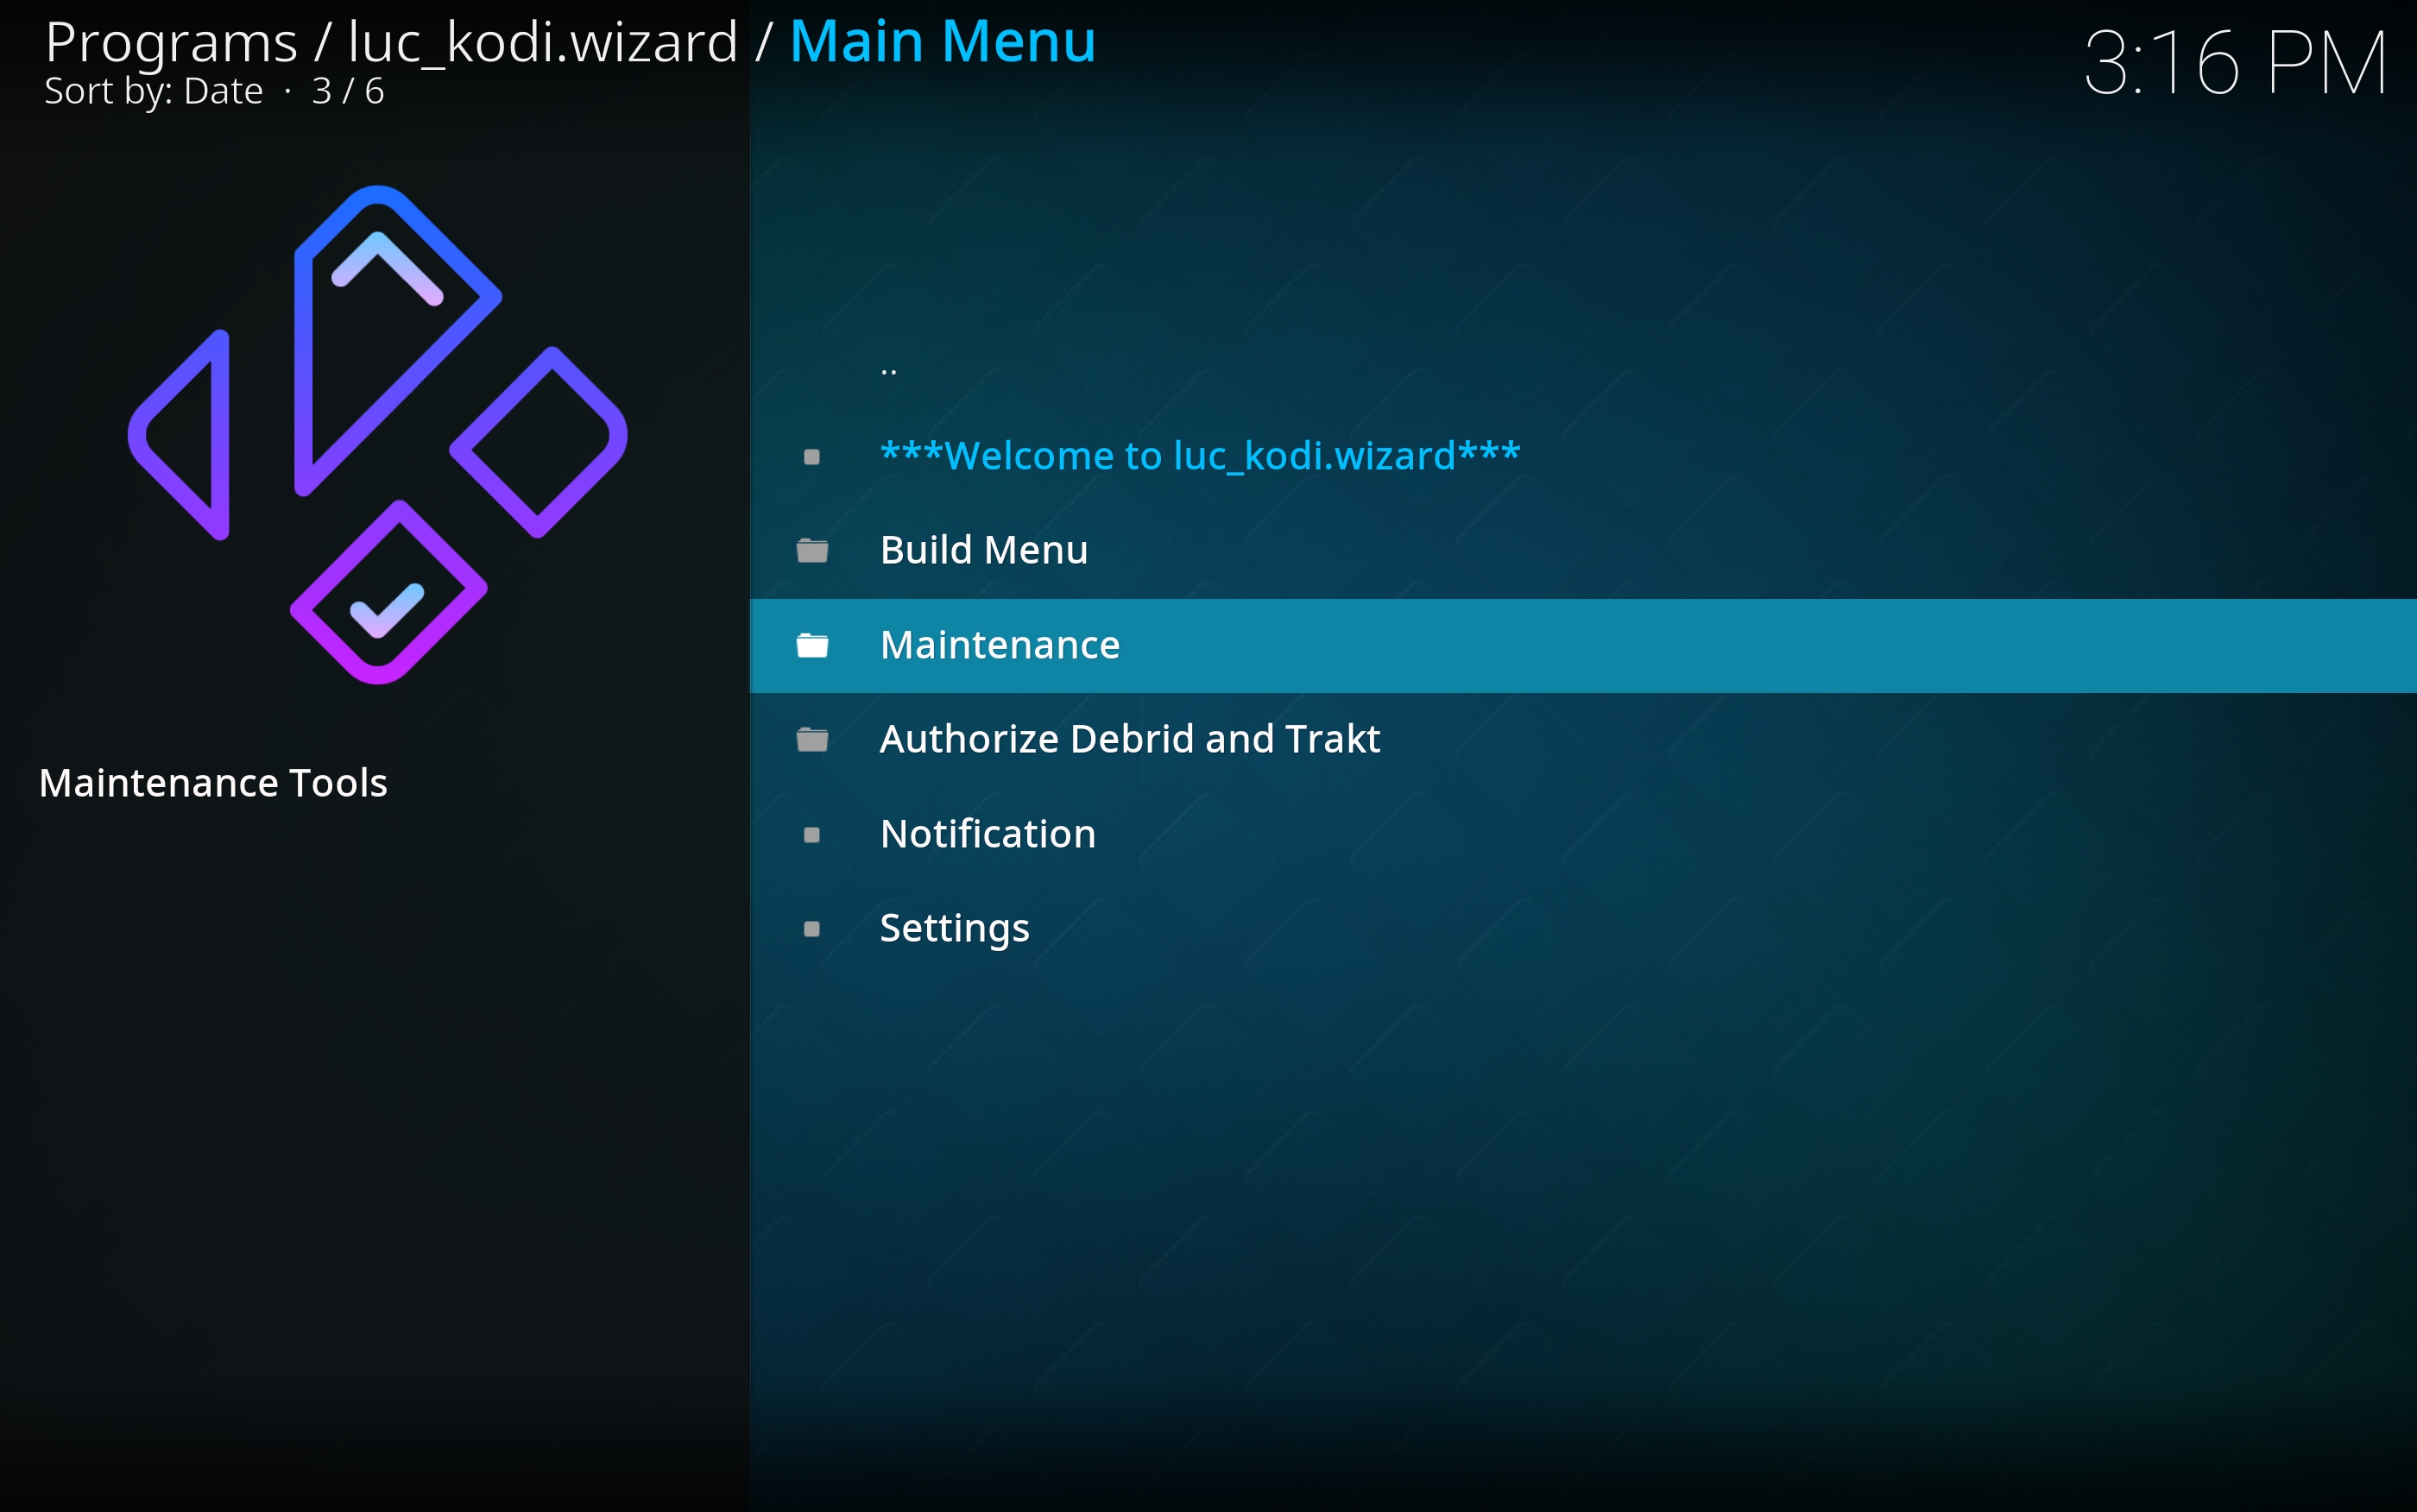 Programs / luc_kodi.wizard / Main Menu
Sort by: Date · 3 / 6
3:16 PM
..
***Welcome to luc_kodi.wizard***
Build Menu
Maintenance
Authorize Debrid and Trakt
Notification
Settings
Maintenance Tools